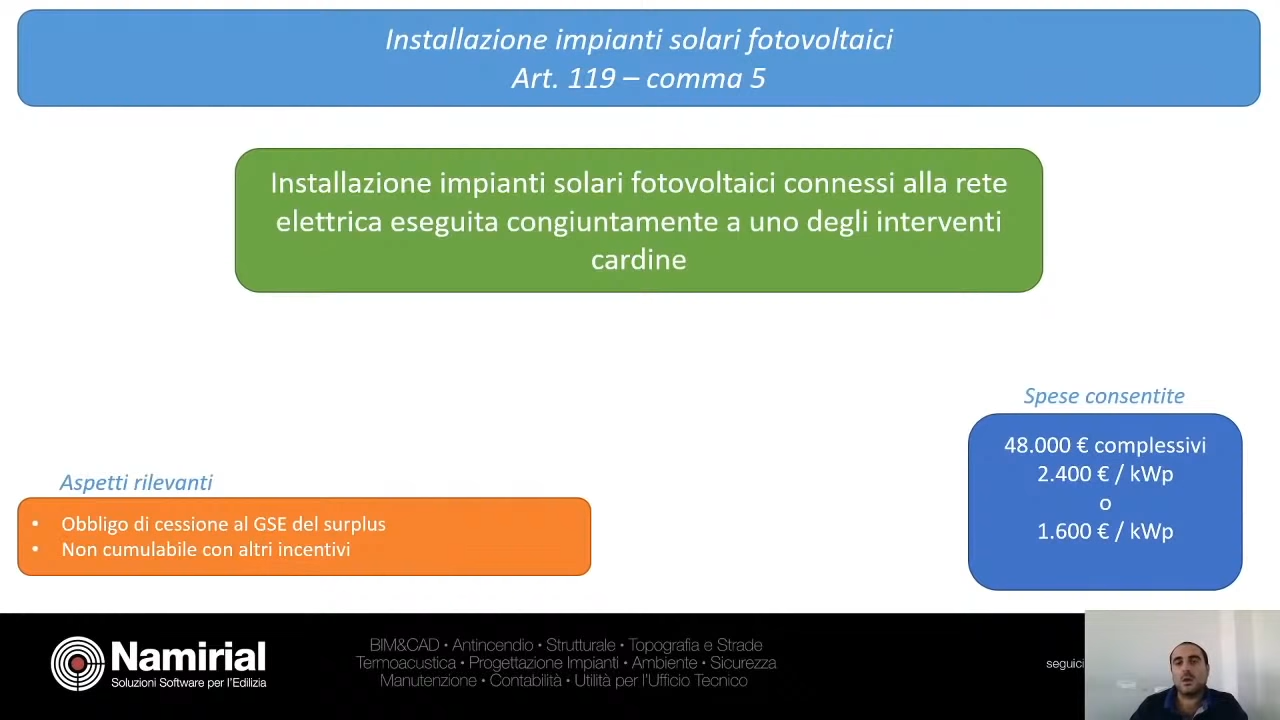 Installazione impianti solari fotovoltaici
Art. 119 – comma 5
Installazione impianti solari fotovoltaici connessi alla rete
elettrica eseguita congiuntamente a uno degli interventi
cardine
Spese consentite
48.000 € complessivi
2.400 € / kWp
o
1.600 € / kWp
Aspetti rilevanti
• Obbligo di cessione al GSE del surplus
• Non cumulabile con altri incentivi
Namirial
Soluzioni Software per l'Edilizia
BIM&CAD • Antincendio • Strutturale • Topografia e Strade
Termoacustica • Progettazione Impianti • Ambiente • Sicurezza
Manutenzione • Contabilità • Utilità per l'Ufficio Tecnico
seguici